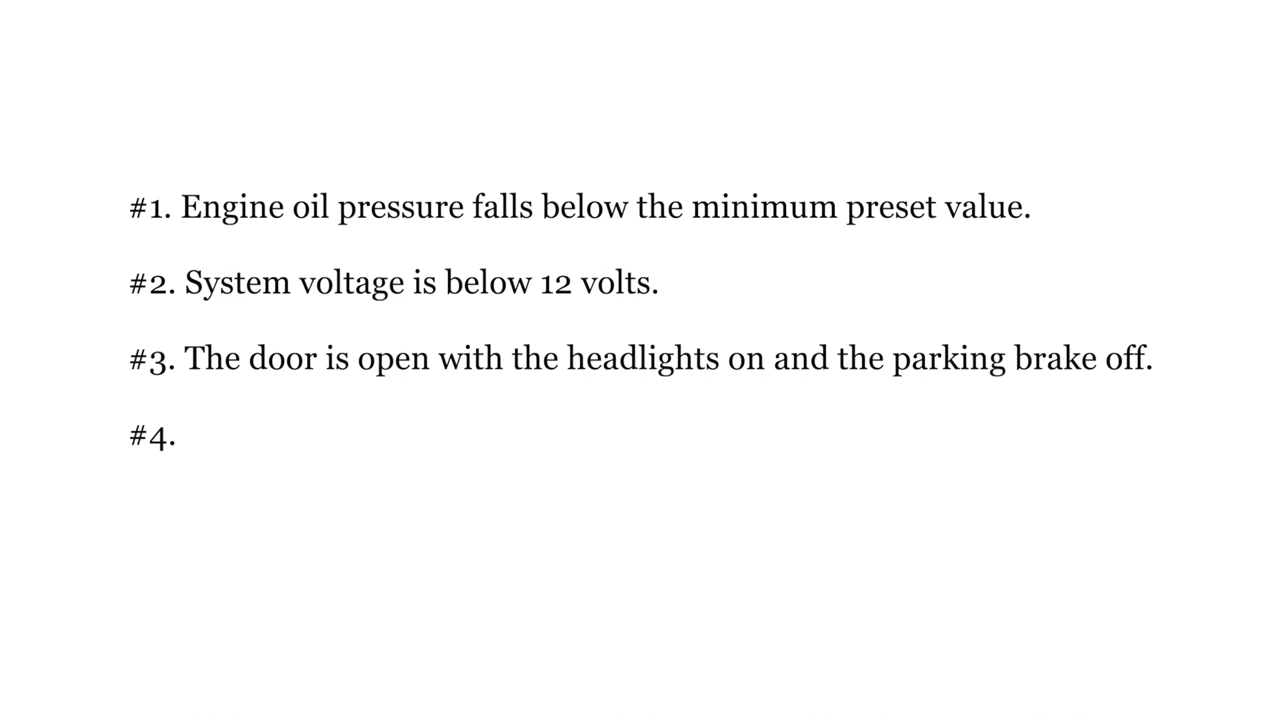 #1. Engine oil pressure falls below the minimum preset value.
#2. System voltage is below 12 volts.
#3. The door is open with the headlights on and the parking brake off.
#4.